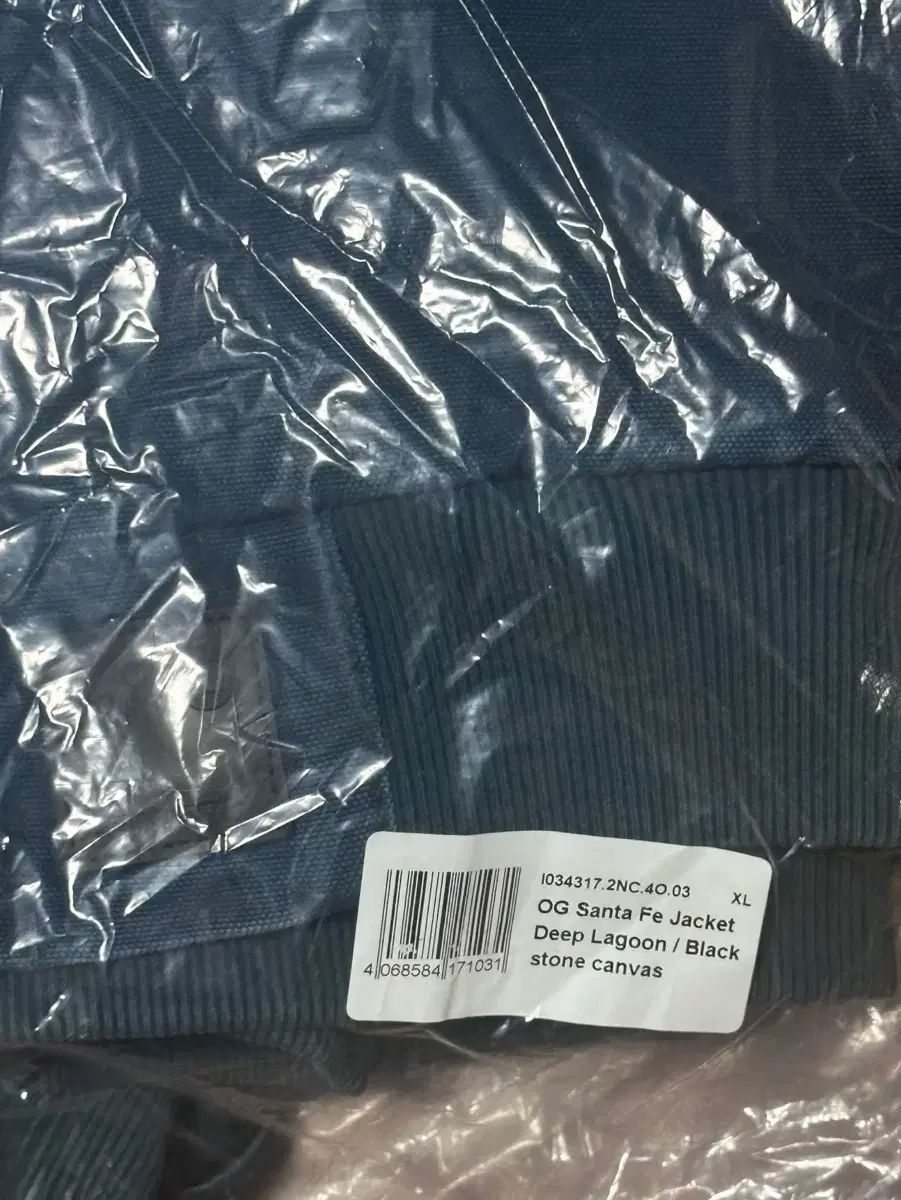 I034317.2NC.4O.03 XL
OG Santa Fe Jacket
Deep Lagoon / Black
stone canvas
4 068584 171031